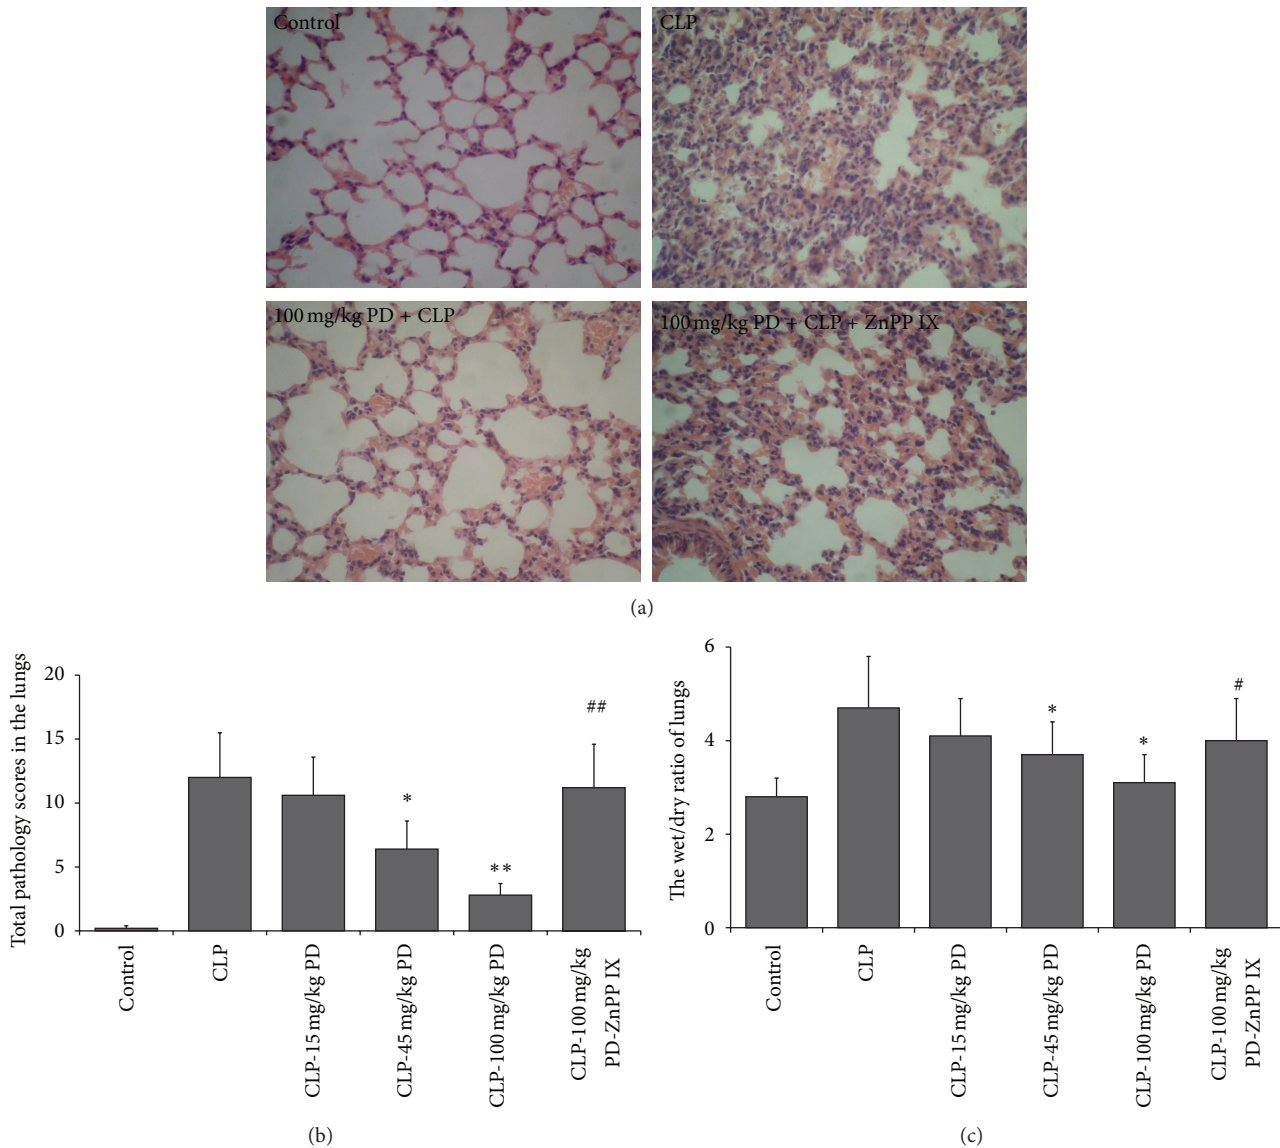 Control
CLP
100 mg/kg PD + CLP
100 mg/kg PD + CLP + ZnPP IX
(a)
Total pathology scores in the lungs
20
15
10
5
0
*
**
##
Control
CLP
CLP-15 mg/kg PD
CLP-45 mg/kg PD
CLP-100 mg/kg PD
CLP-100 mg/kg
PD-ZnPP IX
(b)
The wet/dry ratio of lungs
6
4
2
0
*
*
#
Control
CLP
CLP-15 mg/kg PD
CLP-45 mg/kg PD
CLP-100 mg/kg PD
CLP-100 mg/kg
PD-ZnPP IX
(c)